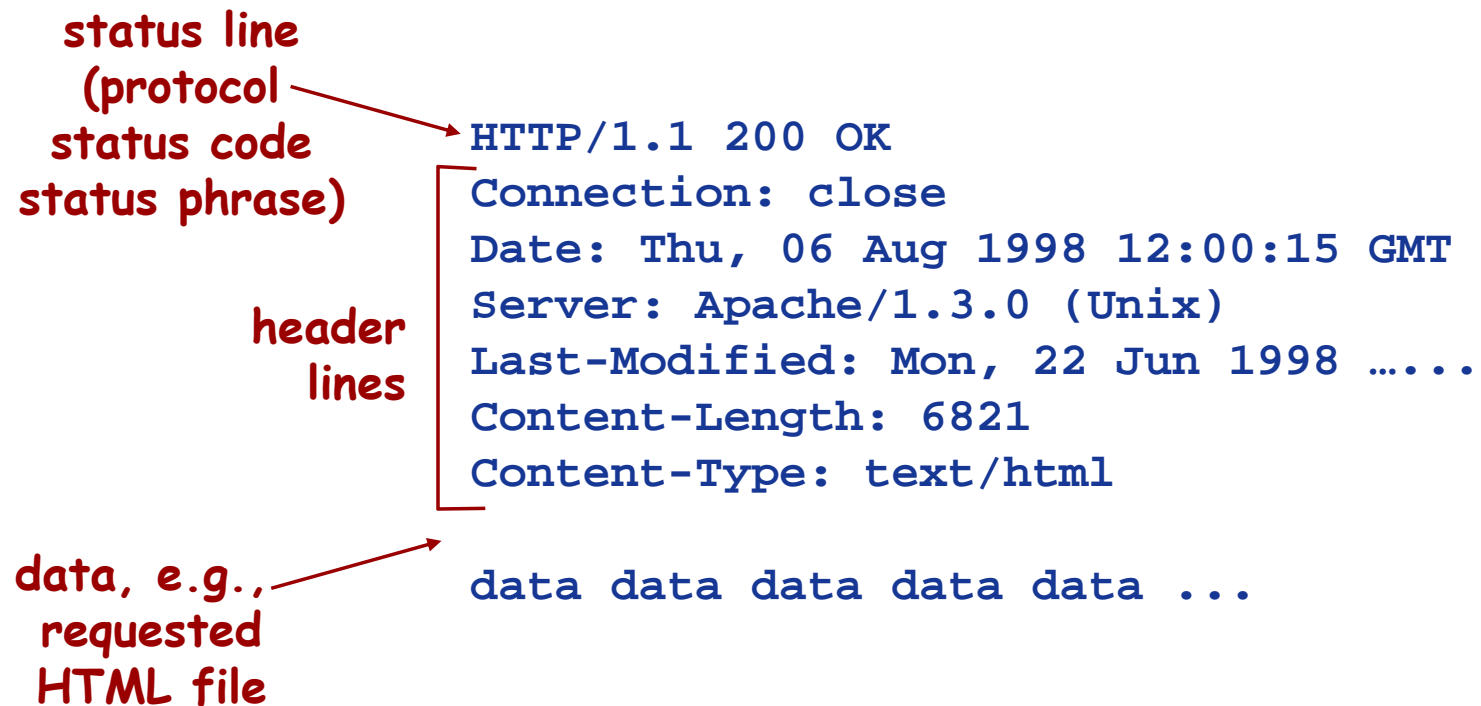 status line
(protocol
status code
status phrase)
HTTP/1.1 200 OK
Connection: close
Date: Thu, 06 Aug 1998 12:00:15 GMT
Server: Apache/1.3.0 (Unix)
Last-Modified: Mon, 22 Jun 1998 …...
Content-Length: 6821
Content-Type: text/html
header
lines
data, e.g.,
requested
HTML file
data data data data data ...